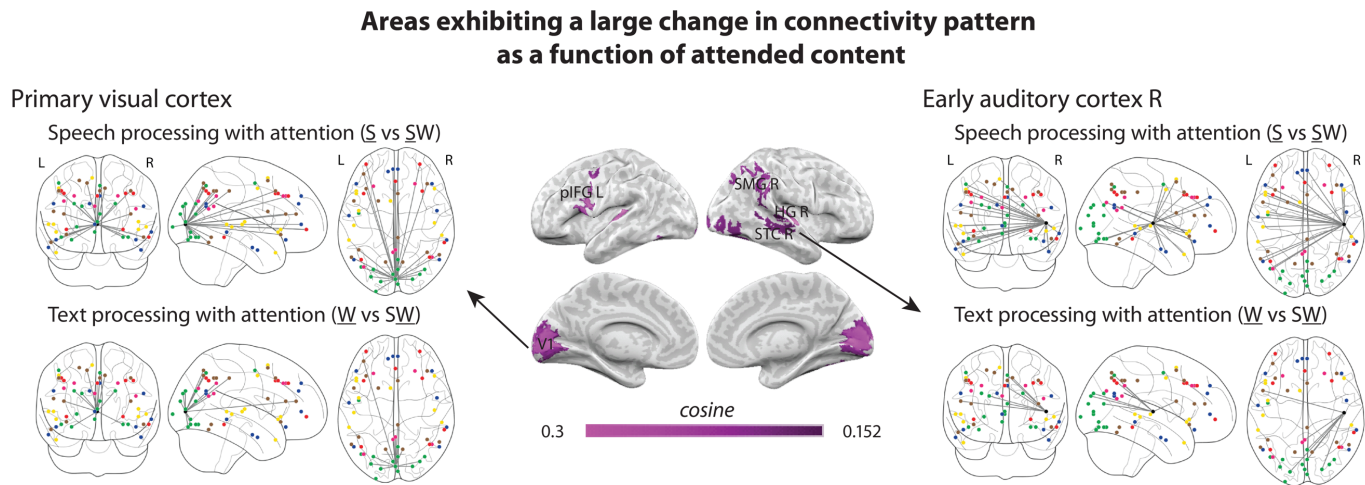 Areas exhibiting a large change in connectivity pattern
as a function of attended content
Primary visual cortex
Speech processing with attention (S vs SW)
L
R
L
R
Text processing with attention (W vs SW)
pIFG L
SMG R
HG R
STC R
V1
cosine
0.3
0.152
Early auditory cortex R
Speech processing with attention (S vs SW)
L
R
L
R
Text processing with attention (W vs SW)